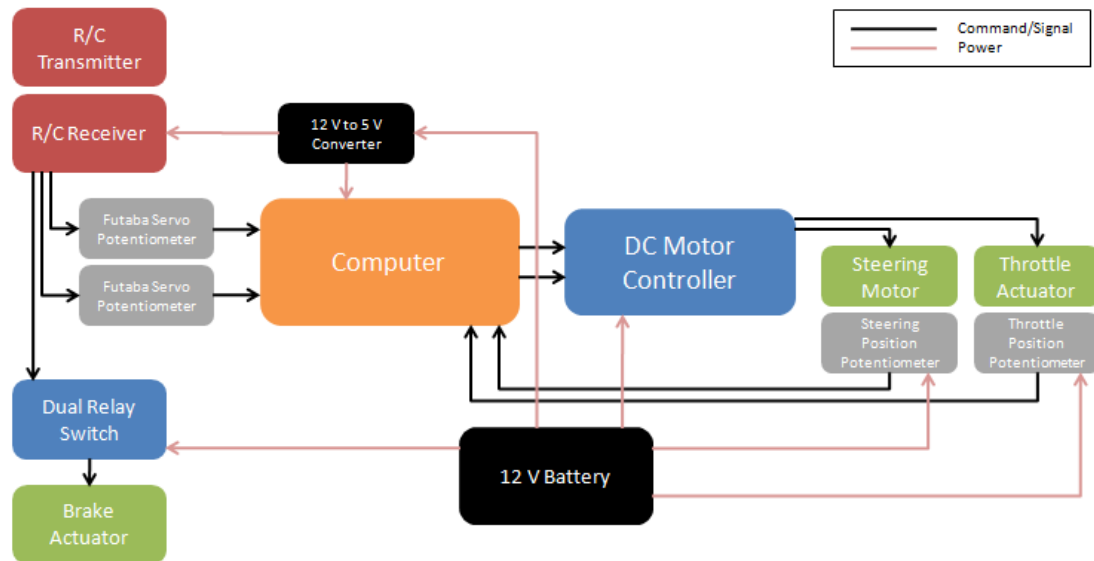 R/C
Transmitter
Command/Signal
Power
R/C Receiver
12 V to 5 V
Converter
Futaba Servo
Potentiometer
Futaba Servo
Potentiometer
Computer
DC Motor
Controller
Steering
Motor
Throttle
Actuator
Steering
Position
Potentiometer
Throttle
Position
Potentiometer
Dual Relay
Switch
12 V Battery
Brake
Actuator